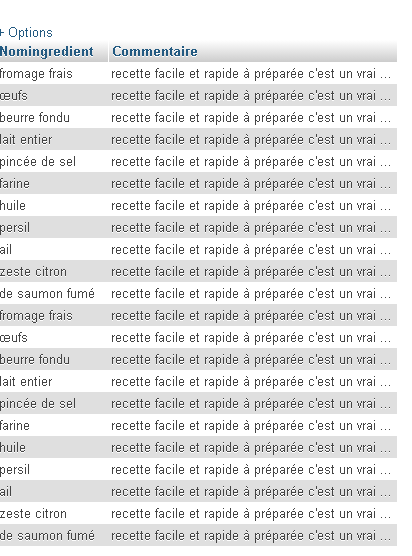 + Options
Nomingredient Commentaire
fromage frais recette facile et rapide à préparée c'est un vrai ...
œufs recette facile et rapide à préparée c'est un vrai ...
beurre fondu recette facile et rapide à préparée c'est un vrai ...
lait entier recette facile et rapide à préparée c'est un vrai ...
pincée de sel recette facile et rapide à préparée c'est un vrai ...
farine recette facile et rapide à préparée c'est un vrai ...
huile recette facile et rapide à préparée c'est un vrai ...
persil recette facile et rapide à préparée c'est un vrai ...
ail recette facile et rapide à préparée c'est un vrai ...
zeste citron recette facile et rapide à préparée c'est un vrai ...
de saumon fumé recette facile et rapide à préparée c'est un vrai ...
fromage frais recette facile et rapide à préparée c'est un vrai ...
œufs recette facile et rapide à préparée c'est un vrai ...
beurre fondu recette facile et rapide à préparée c'est un vrai ...
lait entier recette facile et rapide à préparée c'est un vrai ...
pincée de sel recette facile et rapide à préparée c'est un vrai ...
farine recette facile et rapide à préparée c'est un vrai ...
huile recette facile et rapide à préparée c'est un vrai ...
persil recette facile et rapide à préparée c'est un vrai ...
ail recette facile et rapide à préparée c'est un vrai ...
zeste citron recette facile et rapide à préparée c'est un vrai ...
de saumon fumé recette facile et rapide à préparée c'est un vrai ...